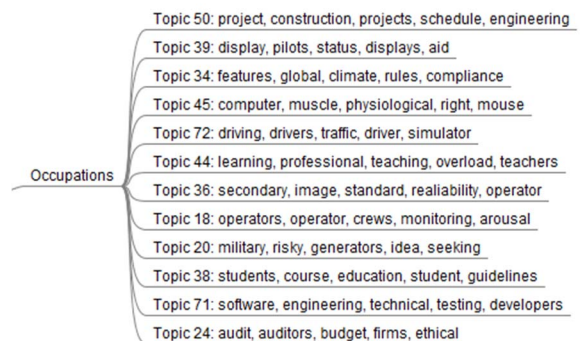 Topic 50: project, construction, projects, schedule, engineering
Topic 39: display, pilots, status, displays, aid
Topic 34: features, global, climate, rules, compliance
Topic 45: computer, muscle, physiological, right, mouse
Topic 72: driving, drivers, traffic, driver, simulator
Topic 44: learning, professional, teaching, overload, teachers
Occupations
Topic 36: secondary, image, standard, realiability, operator
Topic 18: operators, operator, crews, monitoring, arousal
Topic 20: military, risky, generators, idea, seeking
Topic 38: students, course, education, student, guidelines
Topic 71: software, engineering, technical, testing, developers
Topic 24: audit, auditors, budget, firms, ethical